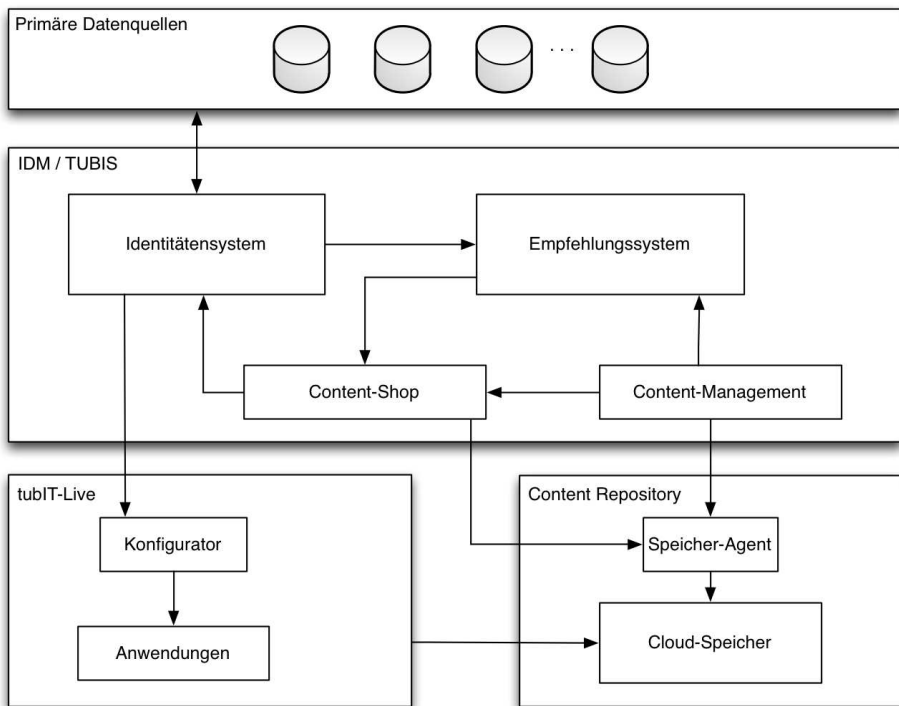 Primäre Datenquellen
. . .
IDM / TUBIS
Identitätensystem
Empfehlungssystem
Content-Shop
Content-Management
tubIT-Live
Content Repository
Konfigurator
Speicher-Agent
Anwendungen
Cloud-Speicher